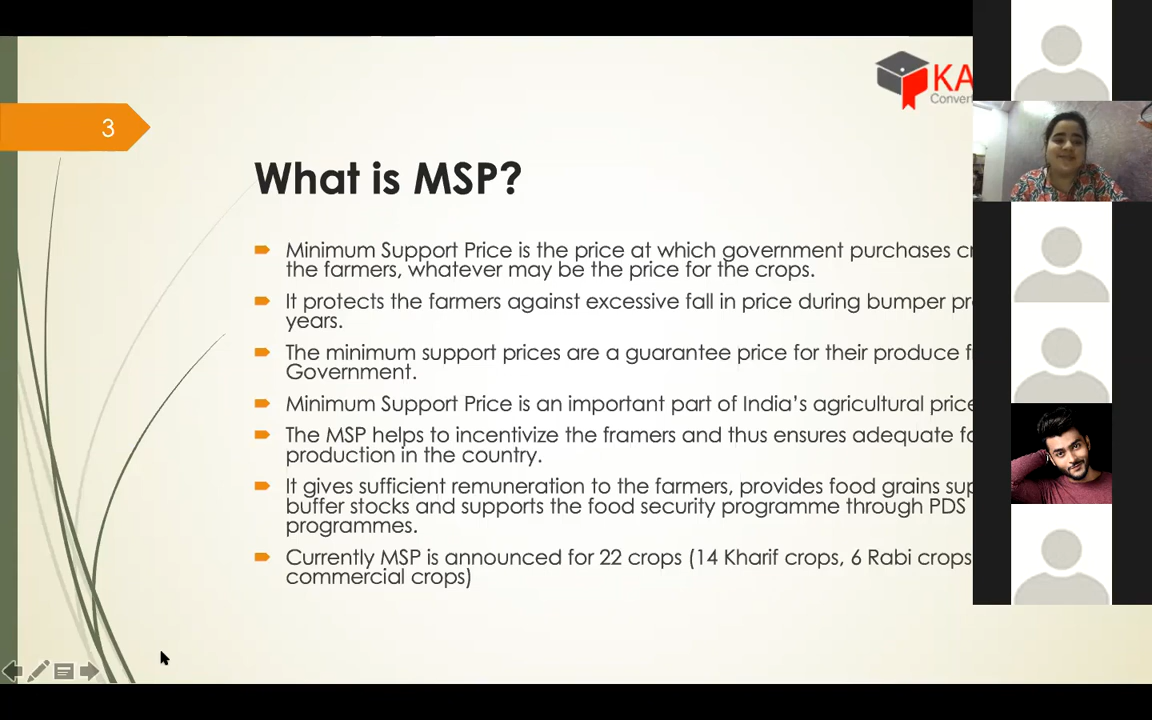 KA
Convert
3
What is MSP?
Minimum Support Price is the price at which government purchases
the farmers, whatever may be the price for the crops.
It protects the farmers against excessive fall in price during bumper
years.
The minimum support prices are a guarantee price for their produce
Government.
Minimum Support Price is an important part of India's agricultural price
The MSP helps to incentivize the framers and thus ensures adequate
production in the country.
It gives sufficient remuneration to the farmers, provides food grains
buffer stocks and supports the food security programme through PDS
programmes.
Currently MSP is announced for 22 crops (14 Kharif crops, 6 Rabi crops
commercial crops)